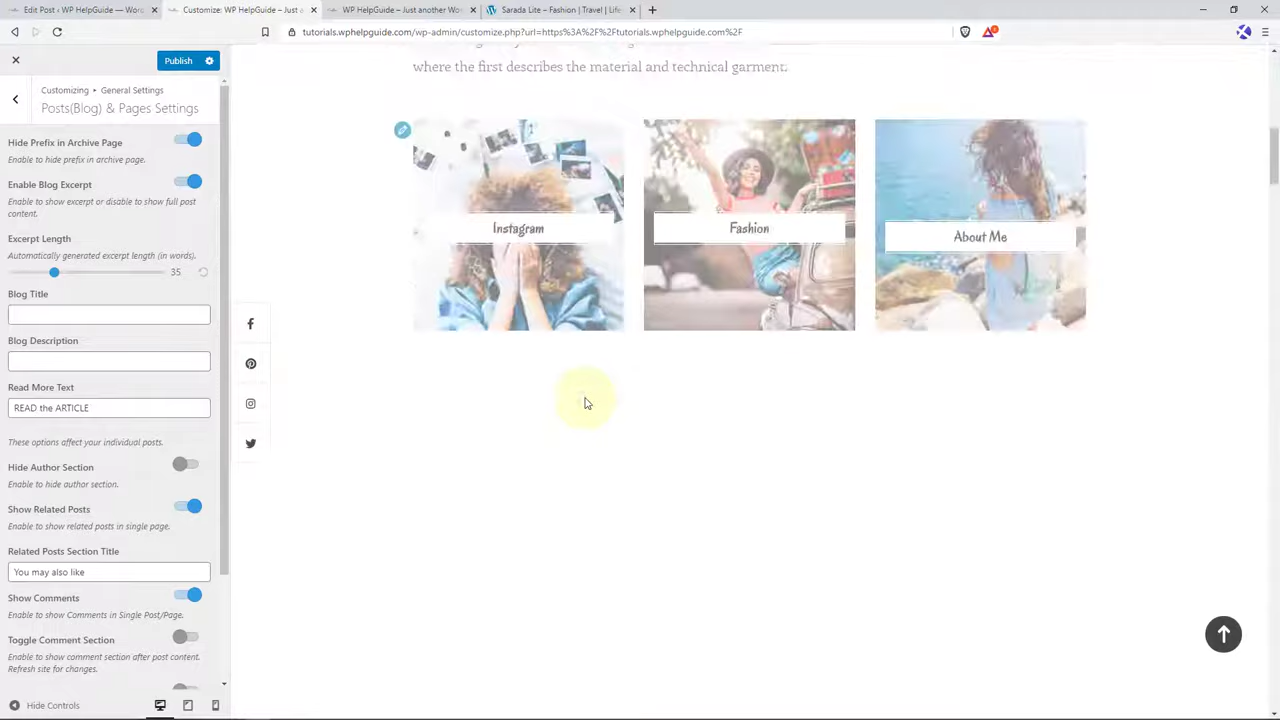 Edit Post ‹ WP HelpGuide — Wor
Customize: WP HelpGuide – Just a
WP HelpGuide – Just another Wo
Sarada Lite – Fashion | Travel | Life
tutorials.wphelpguide.com/wp-admin/customize.php?url=https%3A%2F%2Ftutorials.wphelpguide.com%2F
Publish
Customizing ▸ General Settings
Posts(Blog) & Pages Settings
Hide Prefix in Archive Page
Enable to hide prefix in archive page.
Enable Blog Excerpt
Enable to show excerpt or disable to show full post
content.
Excerpt Length
Automatically generated excerpt length (in words).
35
Blog Title
Blog Description
Read More Text
READ the ARTICLE
These options affect your individual posts.
Hide Author Section
Enable to hide author section.
Show Related Posts
Enable to show related posts in single page.
Related Posts Section Title
You may also like
Show Comments
Enable to show Comments in Single Post/Page.
Toggle Comment Section
Enable to show comment section after post content.
Refresh site for changes.
Hide Controls
where the first describes the material and technical garment.
Instagram
Fashion
About Me